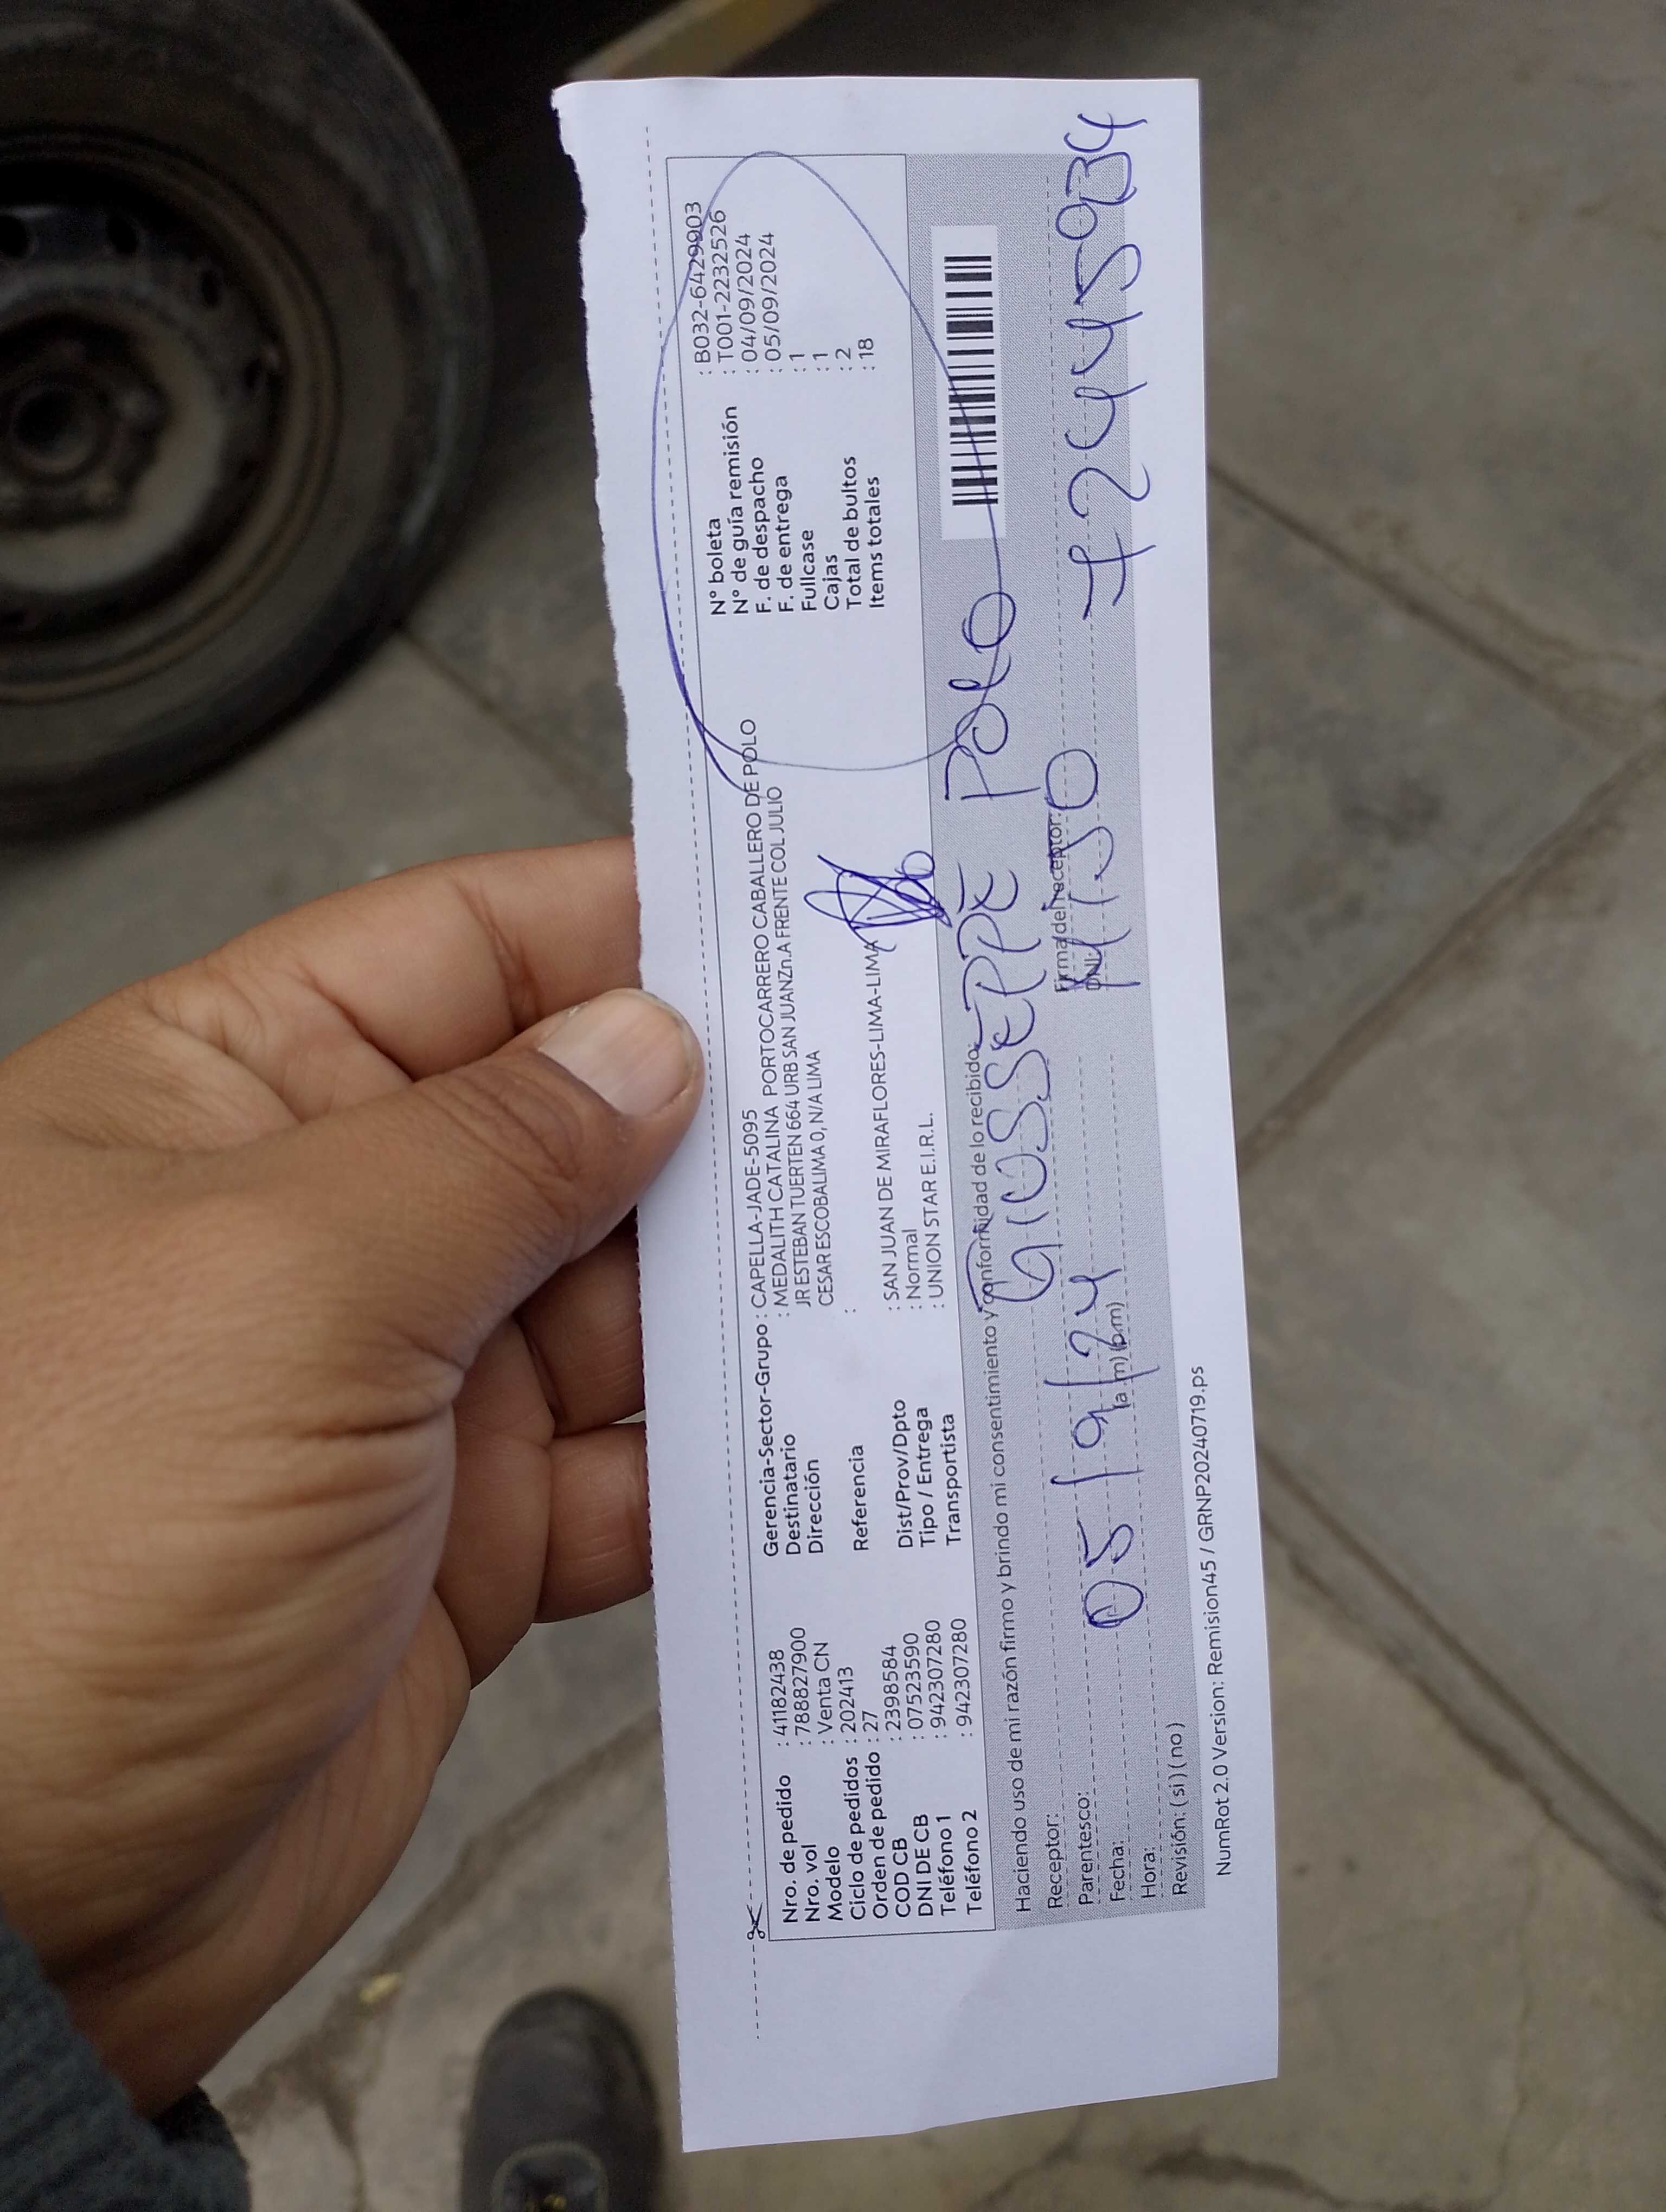 Nro. de pedido : 41182438
Nro. vol : 788827900
Modelo : Venta CN
Ciclo de pedidos : 202413
Orden de pedido : 27
COD CB : 2398584
DNI DE CB : 07523590
Teléfono 1 : 942307280
Teléfono 2 : 942307280
Gerencia-Sector-Grupo : CAPELLA-JADE-5095
Destinatario : MEDALITH CATALINA PORTOCARRERO CABALLERO DE POLO
Dirección JR ESTEBAN TUERTEN 664 URB SAN JUANZn.A FRENTE COL JULIO
CESAR ESCOBALIMA 0, N/A LIMA
Referencia :
Dist/Prov/Dpto : SAN JUAN DE MIRAFLORES-LIMA-LIMA
Tipo / Entrega : Normal
Transportista : UNION STAR E.I.R.L.
N° boleta : B032-6429903
N° de guía remisión : T001-2232526
F. de despacho : 04/09/2024
F. de entrega : 05/09/2024
Fullcase : 1
Cajas : 1
Total de bultos : 2
Items totales : 18
Haciendo uso de mi razón firmo y brindo mi consentimiento y conformidad de lo recibido:
GIOSSEPPE POLO
Receptor:
Parentesco:
Fecha: 05/9/24
Hora: (a.m) (p.m)
Revisión: (si) (no)
Firma del receptor:
DNI:
72445934
NumRot 2.0 Version: Remision45 / GRNP20240719.ps